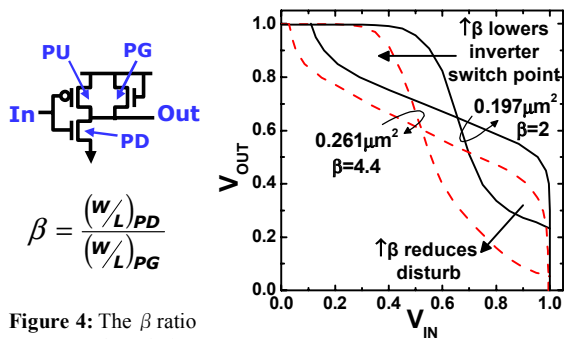 PU PG
In Out
PD
β = (W/L)PD
(W/L)PG
Figure 4: The β ratio
1.0
0.8
0.6
0.4
0.2
0.0
VOUT
↑β lowers
inverter
switch point
0.197μm²
β=2
0.261μm²
β=4.4
↑β reduces
disturb
0.0 0.2 0.4 0.6 0.8 1.0
VIN